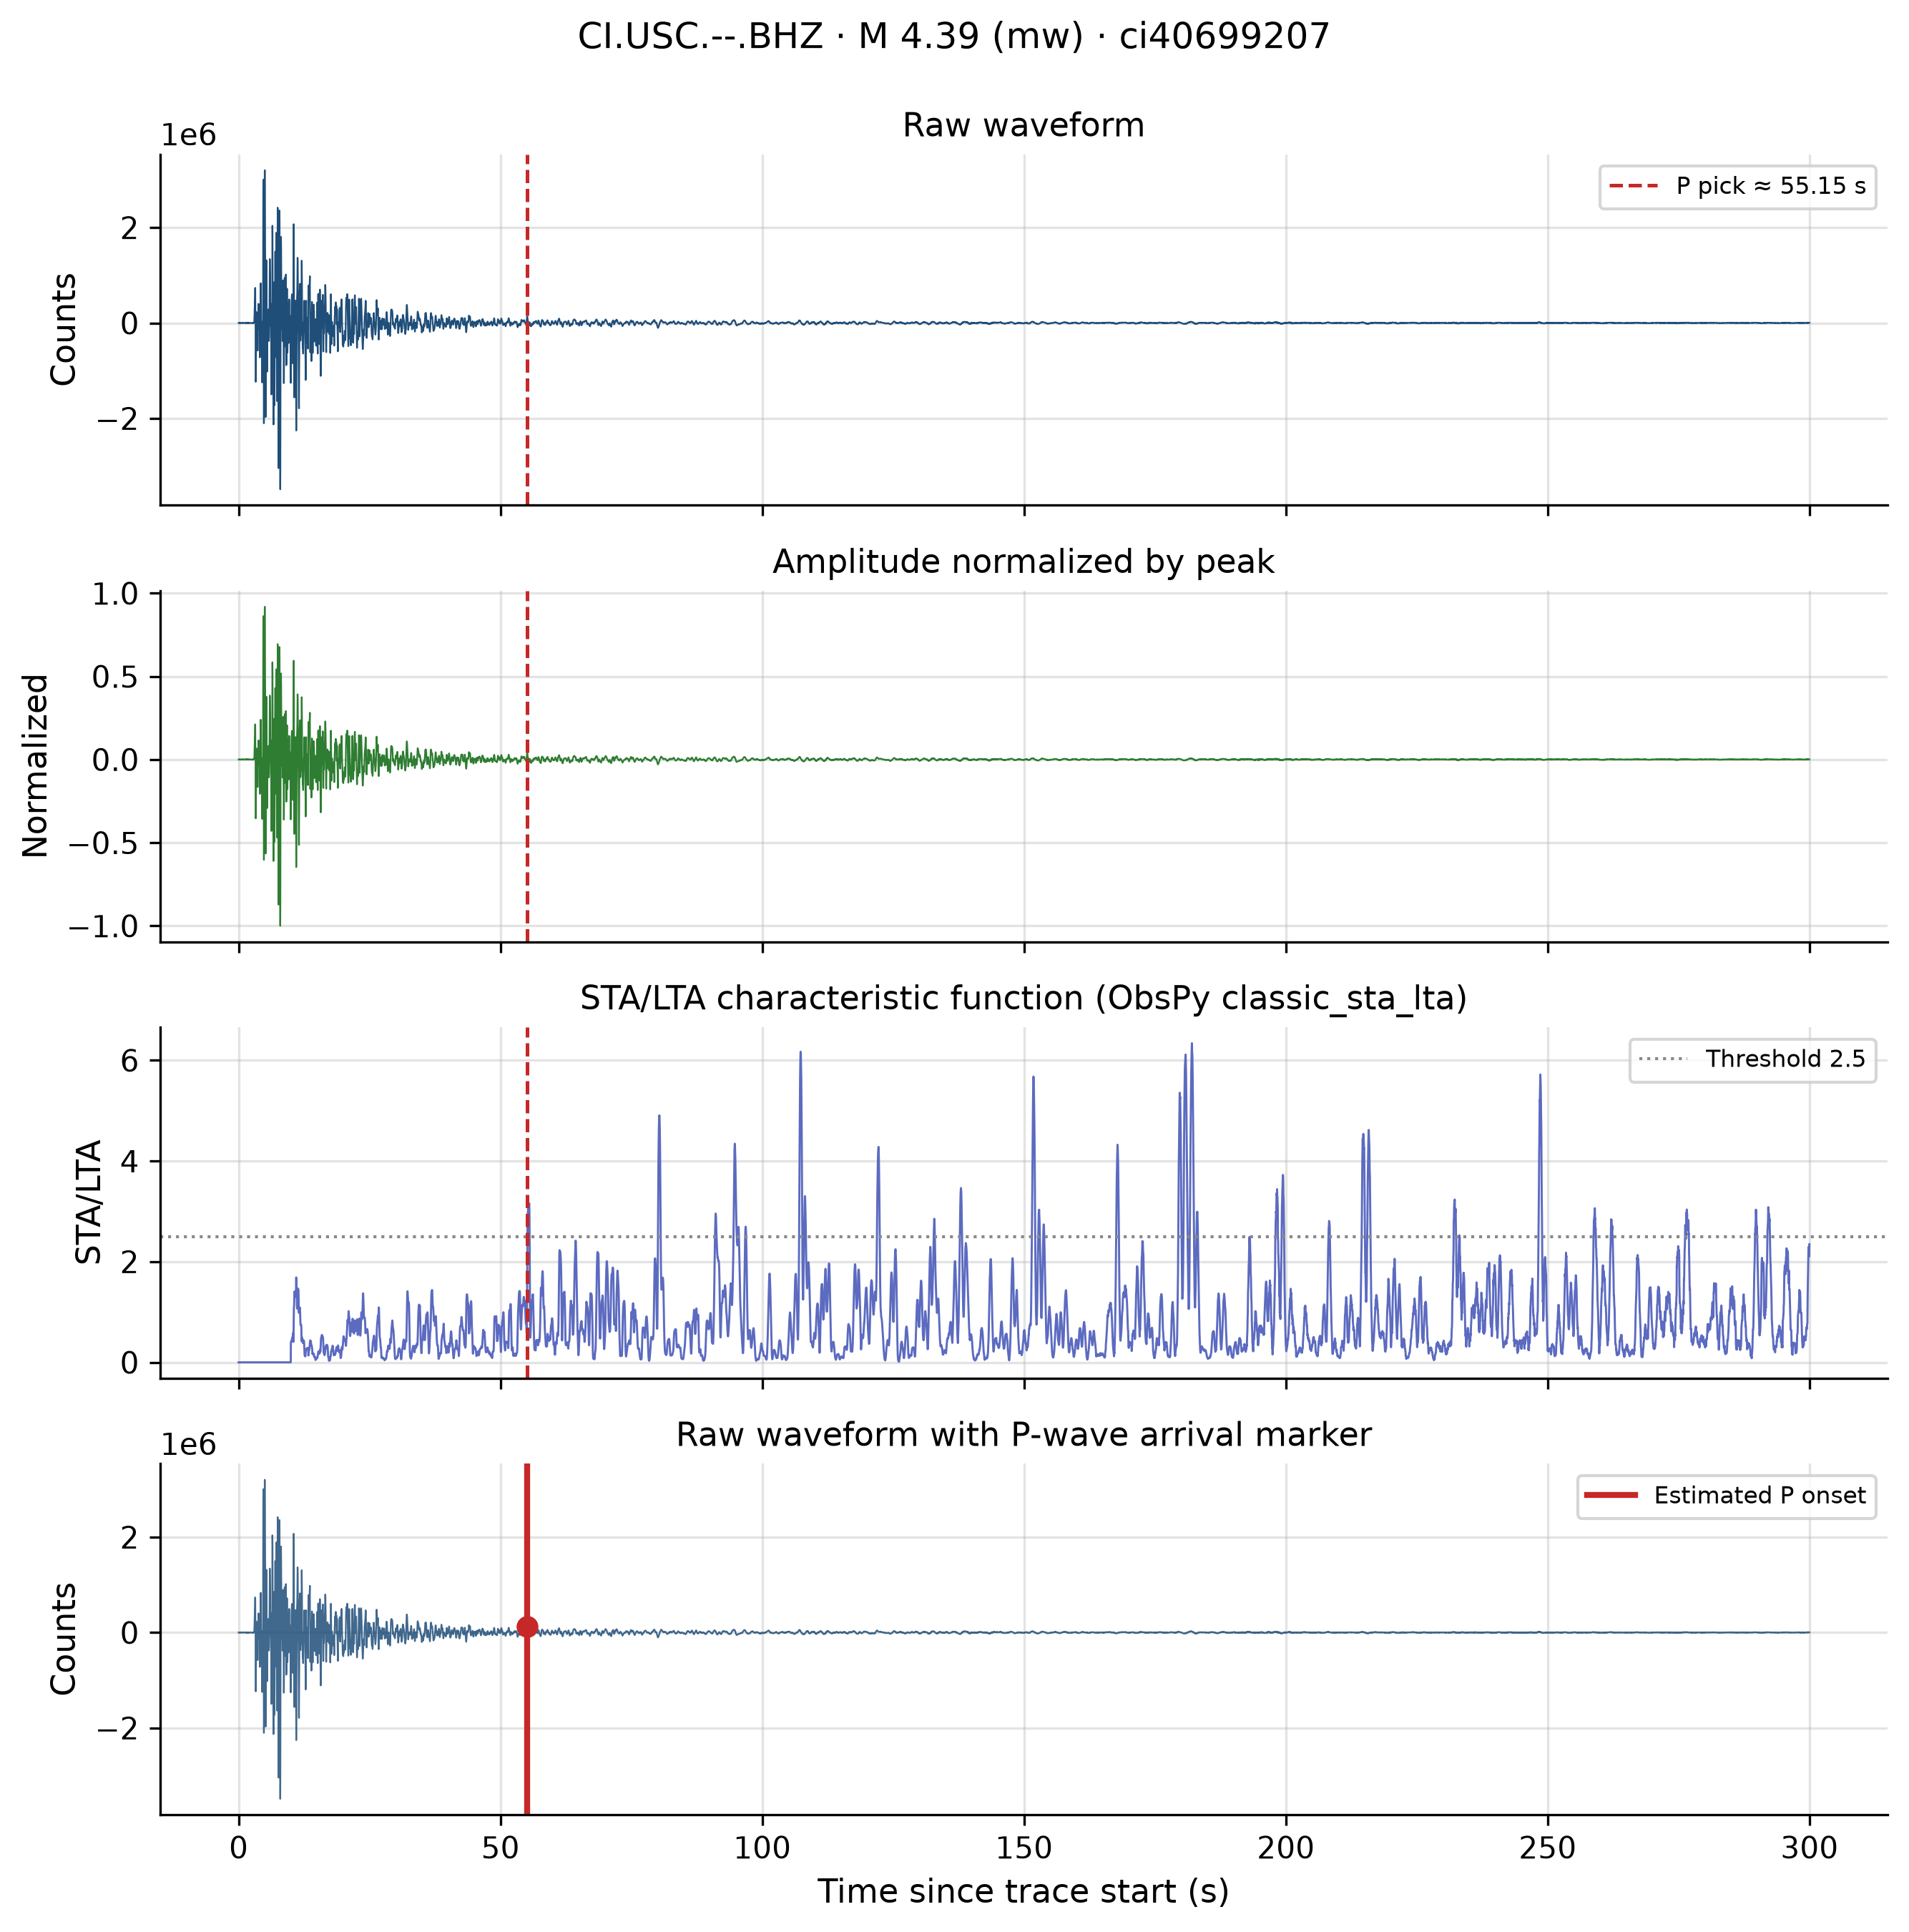 CI.USC.--.BHZ · M 4.39 (mw) · ci40699207
Raw waveform
1e6
P pick ≈ 55.15 s
Counts
2
0
−2
Amplitude normalized by peak
Normalized
1.0
0.5
0.0
−0.5
−1.0
STA/LTA characteristic function (ObsPy classic_sta_lta)
Threshold 2.5
STA/LTA
6
4
2
0
Raw waveform with P-wave arrival marker
1e6
Estimated P onset
Counts
2
0
−2
0 50 100 150 200 250 300
Time since trace start (s)